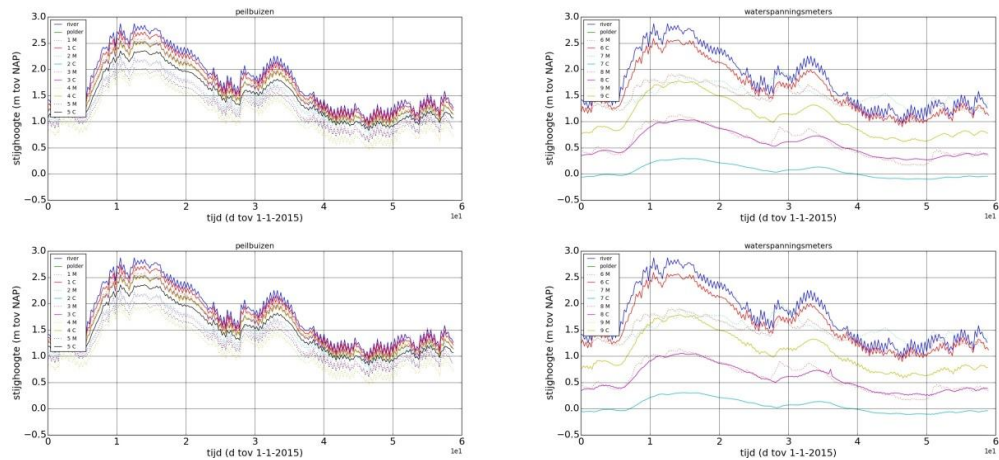 peilbuizen
stijghoogte (m tov NAP)
3.0
2.5
2.0
1.5
1.0
0.5
0.0
−0.5
river
polder
1 M
1 C
2 M
2 C
3 M
3 C
4 M
4 C
5 M
5 C
0 1 2 3 4 5 6
1e1
tijd (d tov 1-1-2015)
waterspanningsmeters
stijghoogte (m tov NAP)
3.0
2.5
2.0
1.5
1.0
0.5
0.0
−0.5
river
polder
6 M
6 C
7 M
7 C
8 M
8 C
9 M
9 C
0 1 2 3 4 5 6
1e1
tijd (d tov 1-1-2015)
peilbuizen
stijghoogte (m tov NAP)
3.0
2.5
2.0
1.5
1.0
0.5
0.0
−0.5
river
polder
1 M
1 C
2 M
2 C
3 M
3 C
4 M
4 C
5 M
5 C
0 1 2 3 4 5 6
1e1
tijd (d tov 1-1-2015)
waterspanningsmeters
stijghoogte (m tov NAP)
3.0
2.5
2.0
1.5
1.0
0.5
0.0
−0.5
river
polder
6 M
6 C
7 M
7 C
8 M
8 C
9 M
9 C
0 1 2 3 4 5 6
1e1
tijd (d tov 1-1-2015)